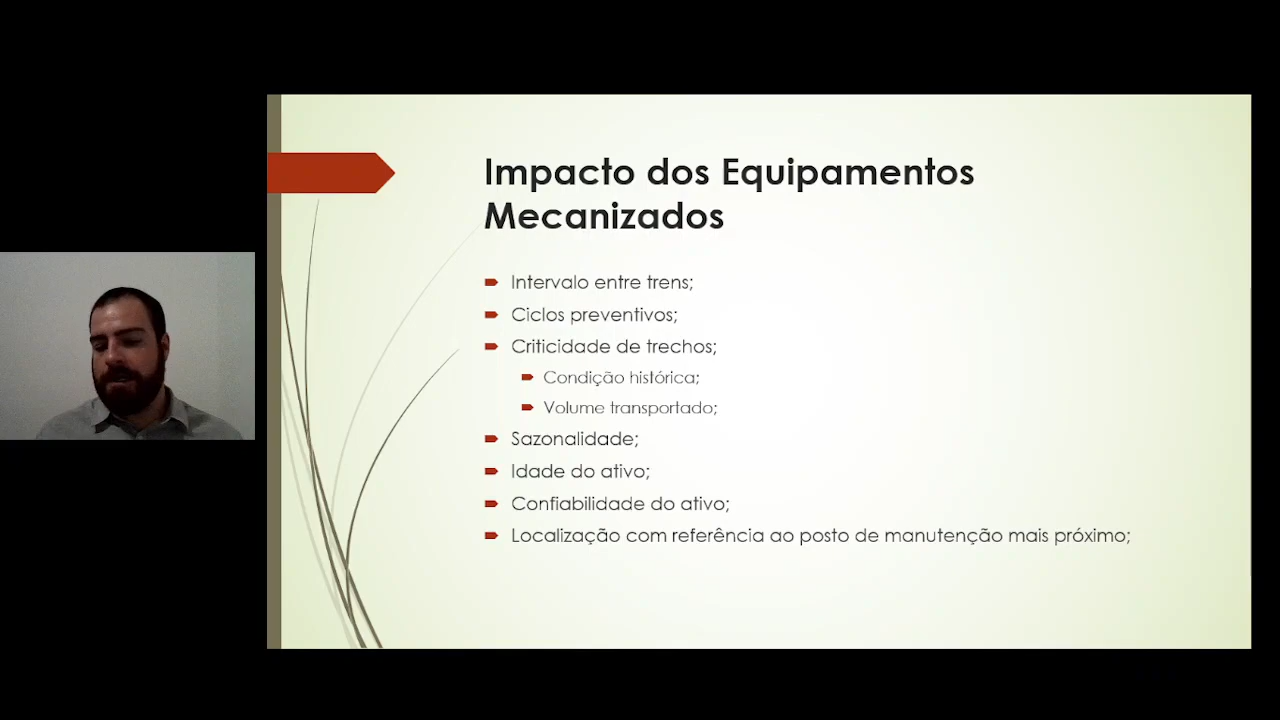 Impacto dos Equipamentos
Mecanizados
Intervalo entre trens;
Ciclos preventivos;
Criticidade de trechos;
Condição histórica;
Volume transportado;
Sazonalidade;
Idade do ativo;
Confiabilidade do ativo;
Localização com referência ao posto de manutenção mais próximo;